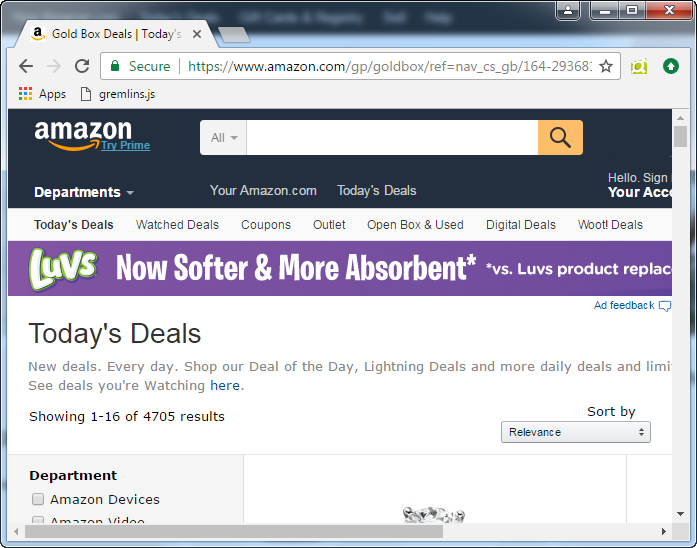 Gold Box Deals | Today's
Secure https://www.amazon.com/gp/goldbox/ref=nav_cs_gb/164-29368
Apps gremlins.js
amazon
Try Prime
All
Hello. Sign
Departments Your Amazon.com Today's Deals Your Acc
Today's Deals Watched Deals Coupons Outlet Open Box & Used Digital Deals Woot! Deals
Luvs Now Softer & More Absorbent* *vs. Luvs product replac
Ad feedback
Today's Deals
New deals. Every day. Shop our Deal of the Day, Lightning Deals and more daily deals and limi
See deals you're Watching here.
Showing 1-16 of 4705 results
Sort by
Relevance
Department
Amazon Devices
Amazon Video